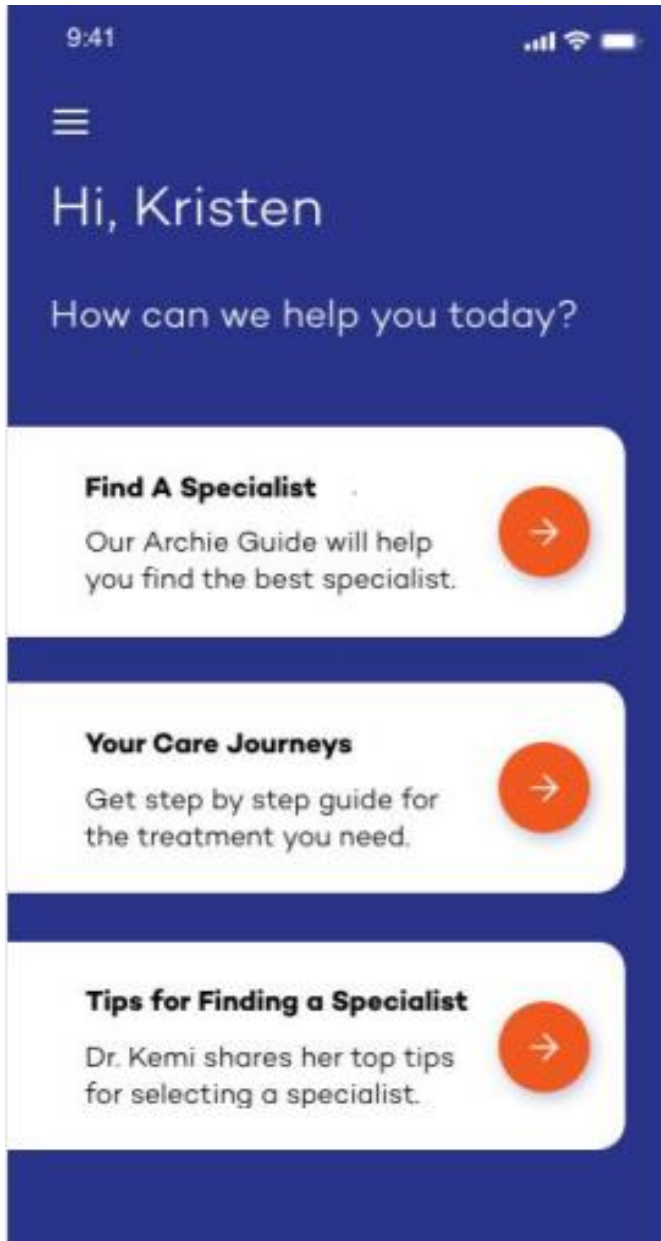 9:41
Hi, Kristen
How can we help you today?
Find A Specialist
Our Archie Guide will help
you find the best specialist.
Your Care Journeys
Get step by step guide for
the treatment you need.
Tips for Finding a Specialist
Dr. Kemi shares her top tips
for selecting a specialist.